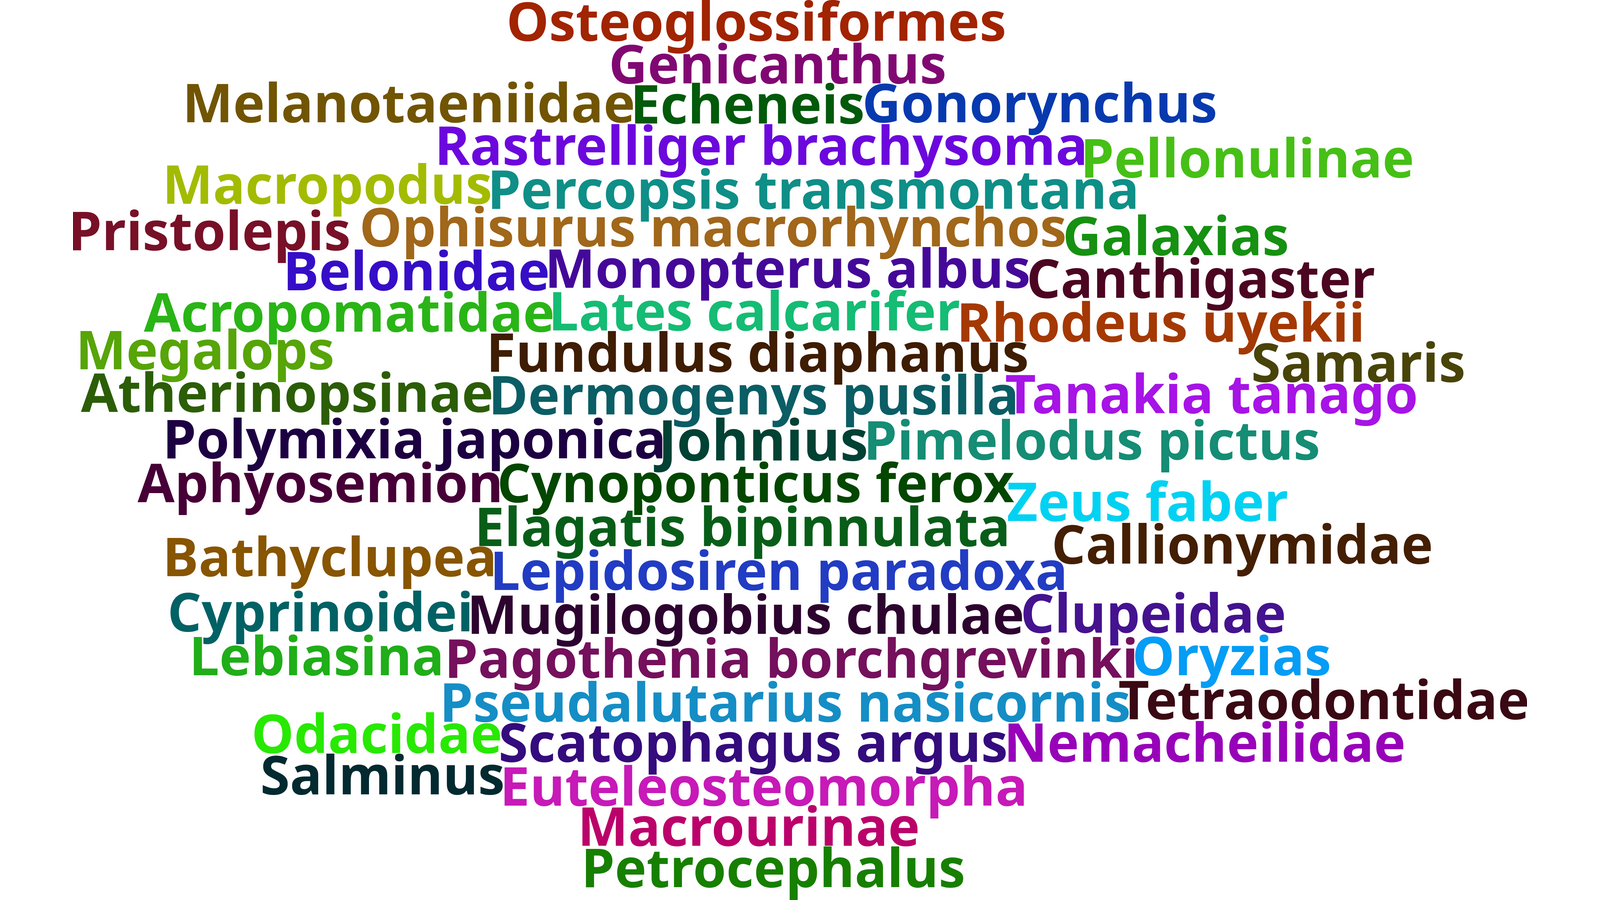 Osteoglossiformes
Genicanthus
Melanotaeniidae Echeneis Gonorynchus
Rastrelliger brachysoma Pellonulinae
Macropodus Percopsis transmontana
Pristolepis Ophisurus macrorhynchos Galaxias
Belonidae Monopterus albus Canthigaster
Acropomatidae Lates calcarifer Rhodeus uyekii
Megalops Fundulus diaphanus Samaris
Atherinopsinae Dermogenys pusilla Tanakia tanago
Polymixia japonica Johnius Pimelodus pictus
Aphyosemion Cynoponticus ferox Zeus faber
Elagatis bipinnulata Callionymidae
Bathyclupea Lepidosiren paradoxa
Cyprinoidei Mugilogobius chulae Clupeidae
Lebiasina Pagothenia borchgrevinki Oryzias
Pseudalutarius nasicornis Tetraodontidae
Odacidae Scatophagus argus Nemacheilidae
Salminus Euteleosteomorpha
Macrourinae
Petrocephalus